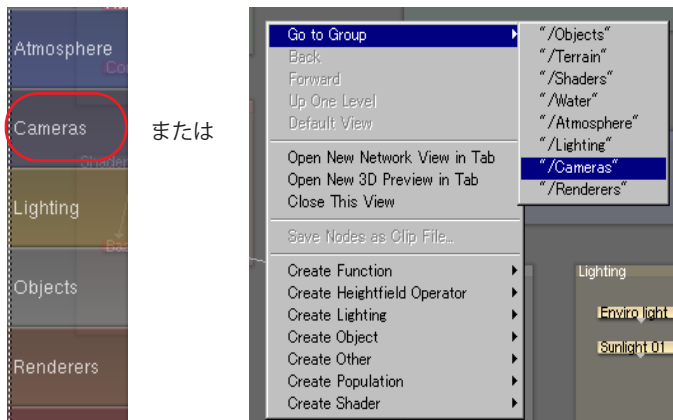 Atmosphere
Cameras
Shader
Lighting
Objects
Renderers
または
Go to Group
Back
Forward
Up One Level
Default View
Open New Network View in Tab
Open New 3D Preview in Tab
Close This View
Save Nodes as Clip File...
Create Function
Create Heightfield Operator
Create Lighting
Create Object
Create Other
Create Population
Create Shader
"/Objects"
"/Terrain"
"/Shaders"
"/Water"
"/Atmosphere"
"/Lighting"
"/Cameras"
"/Renderers"
Lighting
Enviro light
Sunlight 01